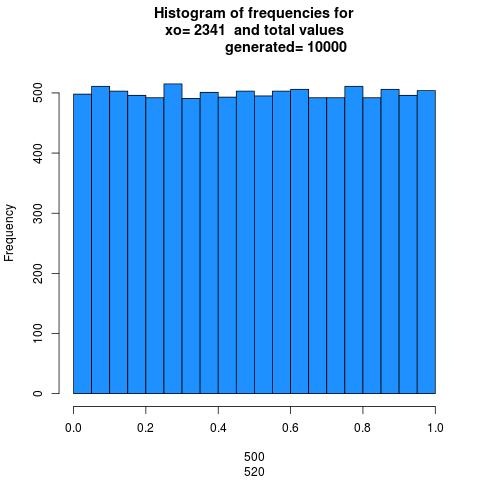 Histogram of frequencies for
xo= 2341 and total values
generated= 10000
Frequency
500
400
300
200
100
0
0.0 0.2 0.4 0.6 0.8 1.0
500
520